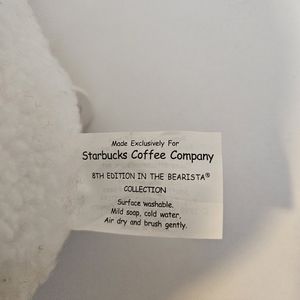 Made Exclusively For
Starbucks Coffee Company
8TH EDITION IN THE BEARISTA®
COLLECTION
Surface washable.
Mild soap, cold water,
Air dry and brush gently.